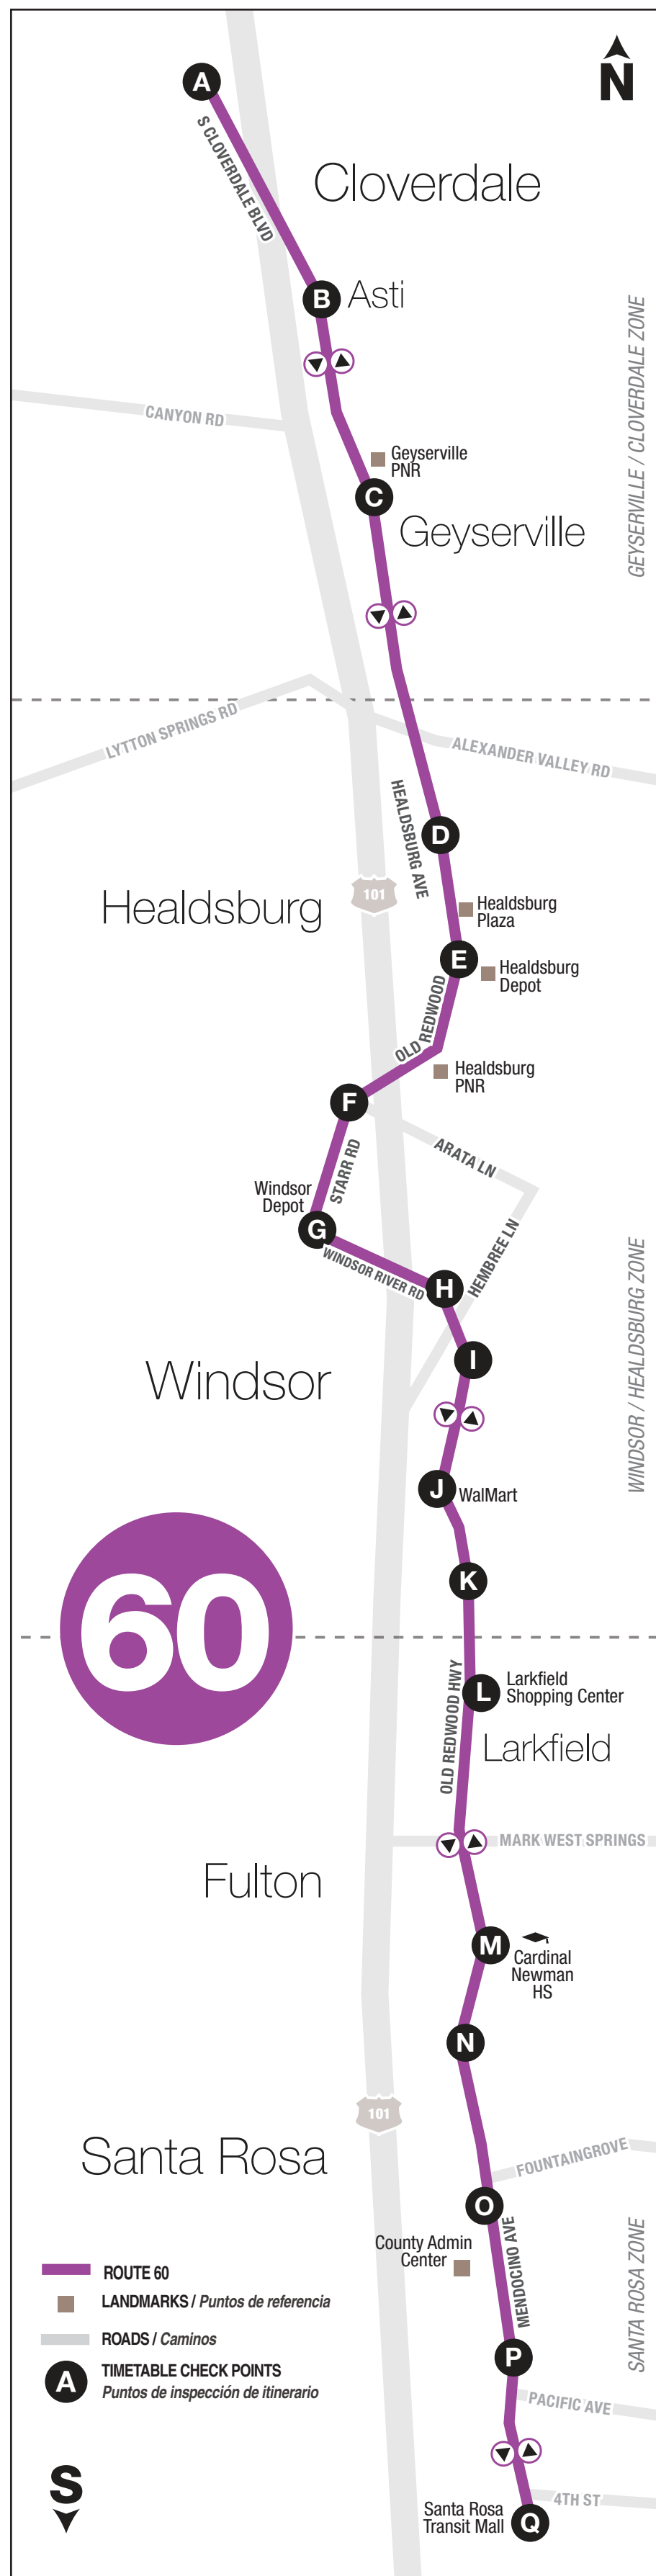 N
A
S CLOVERDALE BLVD
Cloverdale
B
Asti
GEYSERVILLE / CLOVERDALE ZONE
CANYON RD
Geyserville
PNR
C
Geyserville
LYTTON SPRINGS RD
ALEXANDER VALLEY RD
HEALDSBURG AVE
D
101
Healdsburg
Healdsburg
Plaza
E
Healdsburg
Depot
OLD REDWOOD
Healdsburg
PNR
F
ARATA LN
STARR RD
Windsor
Depot
G
WINDSOR RIVER RD
HEMBREE LN
H
WINDSOR / HEALDSBURG ZONE
I
Windsor
J
WalMart
60
K
L
Larkfield
Shopping Center
OLD REDWOOD HWY
Larkfield
MARK WEST SPRINGS
Fulton
M
Cardinal
Newman
HS
N
101
Santa Rosa
FOUNTAINGROVE
O
County Admin
Center
MENDOCINO AVE
SANTA ROSA ZONE
P
PACIFIC AVE
4TH ST
Santa Rosa
Transit Mall
Q
ROUTE 60
LANDMARKS / Puntos de referencia
ROADS / Caminos
A
TIMETABLE CHECK POINTS
Puntos de inspección de itinerario
S